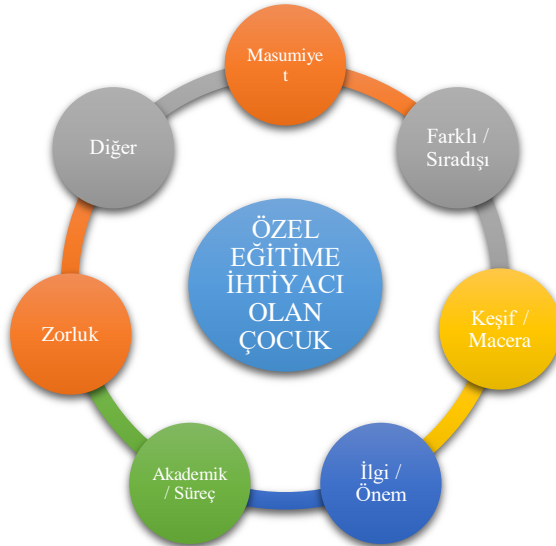 Masumiye
t
Farklı /
Sıradışı
Keşif /
Macera
İlgi /
Önem
Akademik
/ Süreç
Zorluk
Diğer
ÖZEL
EĞİTİME
İHTİYACI
OLAN
ÇOCUK